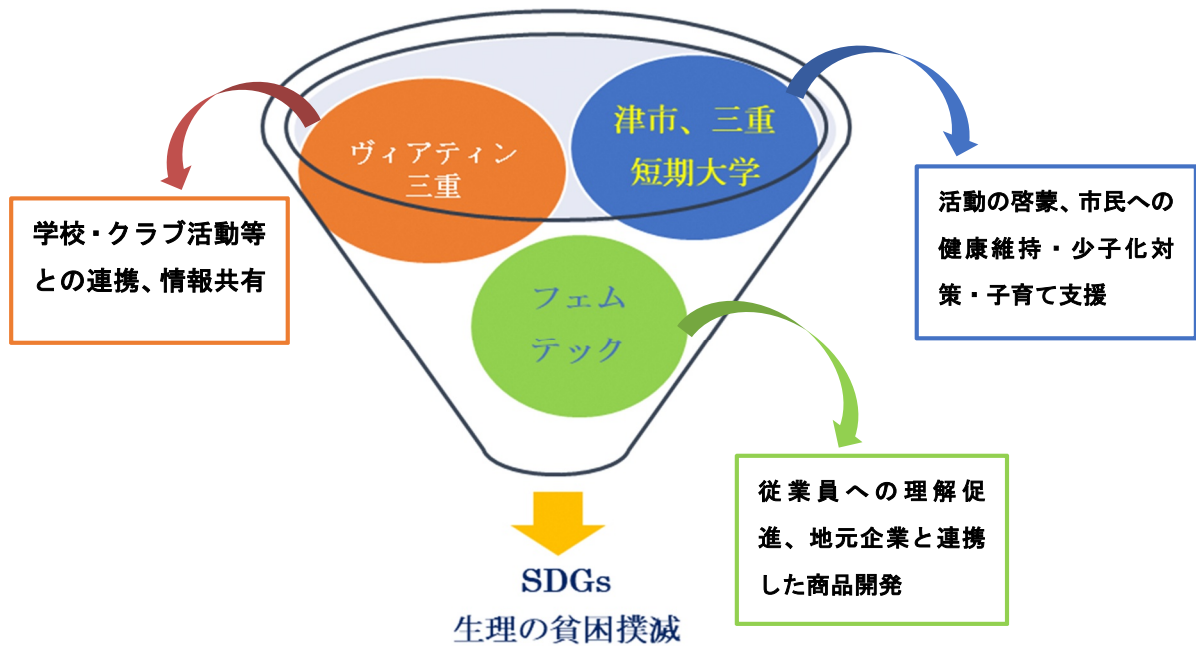 ヴィアティン
三重
津市、三重
短期大学
学校・クラブ活動等
との連携、情報共有
活動の啓蒙、市民への
健康維持・少子化対
策・子育て支援
フェム
テック
従業員への理解促
進、地元企業と連携
した商品開発
SDGs
生理の貧困撲滅